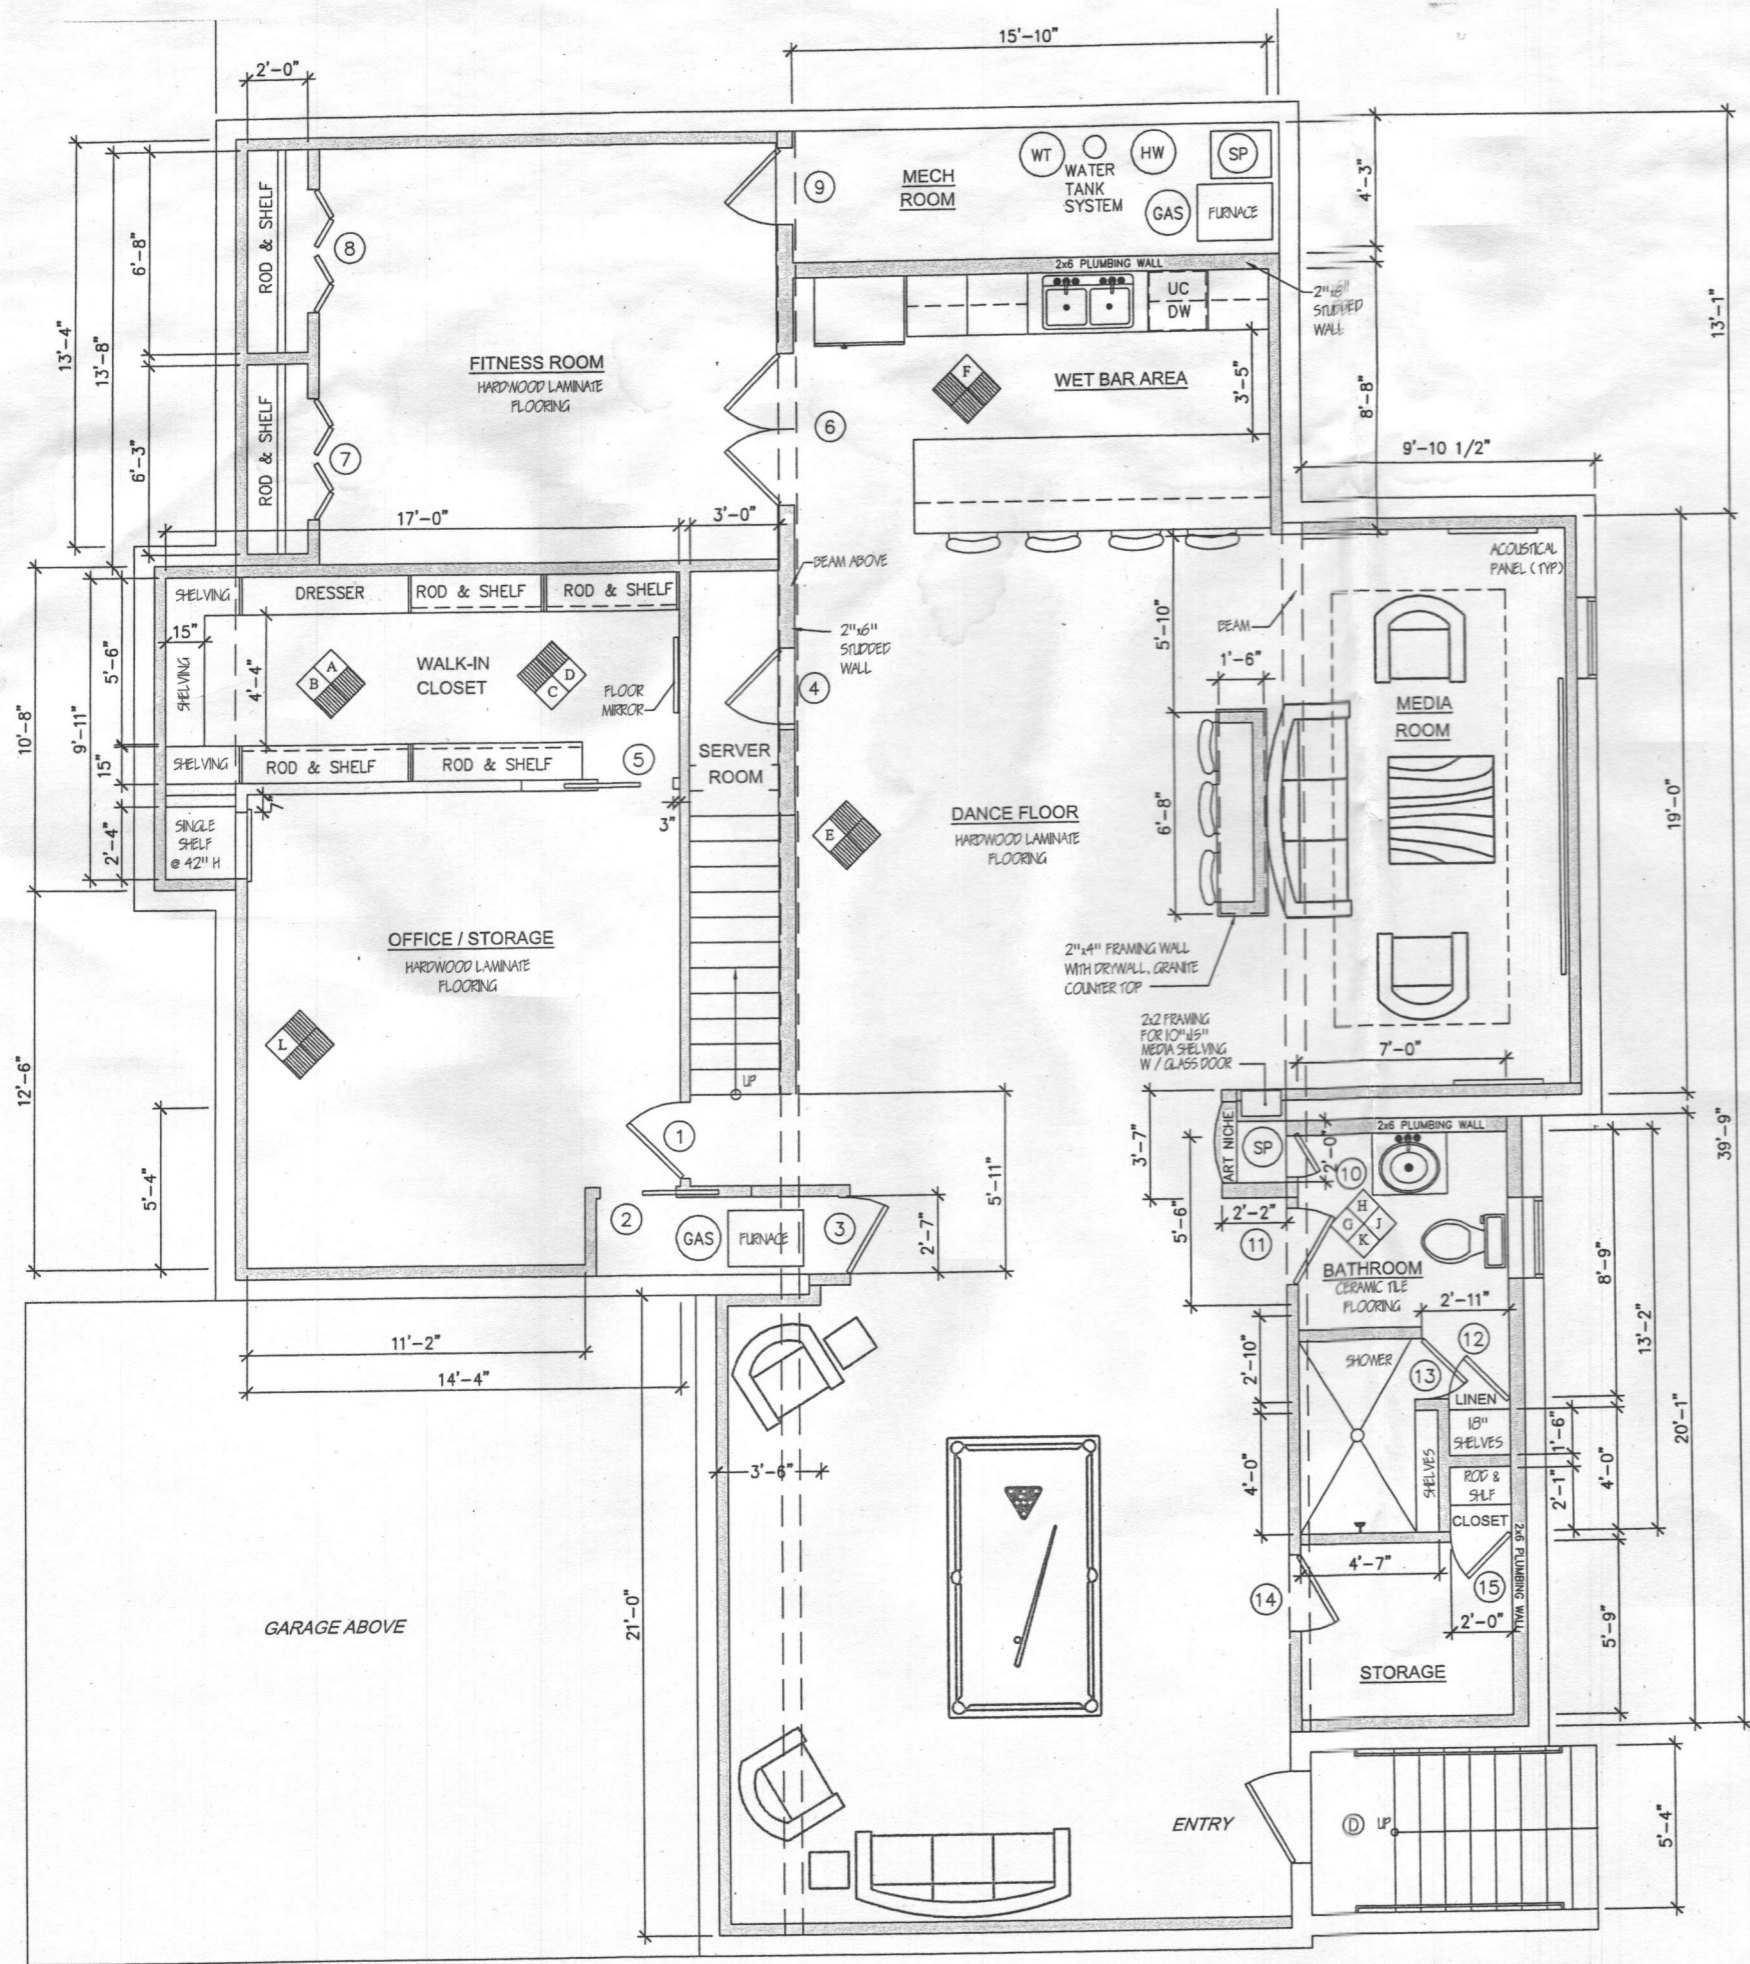 15'-10"
2'-0"
WT
WATER
TANK
SYSTEM
HW
SP
MECH
ROOM
GAS
FURNACE
9
4'-3"
ROD & SHELF
8
6'-8"
13'-4"
13'-8"
2x6 PLUMBING WALL
UC
DW
STUDDED
WALL
13'-1"
FITNESS ROOM
HARDWOOD LAMINATE
FLOORING
F
WET BAR AREA
3'-5"
8'-8"
6
ROD & SHELF
7
6'-3"
9'-10 1/2"
17'-0"
3'-0"
BEAM ABOVE
ACOUSTICAL
PANEL (TYP)
SHELVING
DRESSER
ROD & SHELF
ROD & SHELF
15"
2"x6"
STUDDED
WALL
BEAM
5'-10"
1'-6"
10'-8"
9'-11"
5'-6"
SHELVING
4'-4"
A
B
WALK-IN
CLOSET
D
C
FLOOR
MIRROR
4
MEDIA
ROOM
15"
SHELVING
ROD & SHELF
ROD & SHELF
5
SERVER
ROOM
7"
3"
2'-4"
SINGLE
SHELF
@ 42" H
E
DANCE FLOOR
HARDWOOD LAMINATE
FLOORING
6'-8"
19'-0"
OFFICE / STORAGE
HARDWOOD LAMINATE
FLOORING
2"x4" FRAMING WALL
WITH DRYWALL, GRANITE
COUNTER TOP
L
2x2 FRAMING
FOR 10"x15"
MEDIA SHELVING
W / GLASS DOOR
7'-0"
12'-6"
UP
1
5'-4"
5'-11"
3'-7"
ART NICHE
SP
2'-0"
10
2x6 PLUMBING WALL
39'-9"
2
GAS
FURNACE
3
2'-7"
5'-6"
2'-2"
11
H
G
J
K
BATHROOM
CERAMIC TILE
FLOORING
2'-11"
8'-9"
13'-2"
11'-2"
14'-4"
2'-10"
SHOWER
12
13
LINEN
18"
SHELVES
1'-6"
20'-1"
3'-6"
4'-0"
SHELVES
ROD &
SHLF
2'-1"
4'-0"
CLOSET
2x6 PLUMBING WALL
4'-7"
14
15
2'-0"
5'-9"
GARAGE ABOVE
21'-0"
STORAGE
ENTRY
D
UP
5'-4"